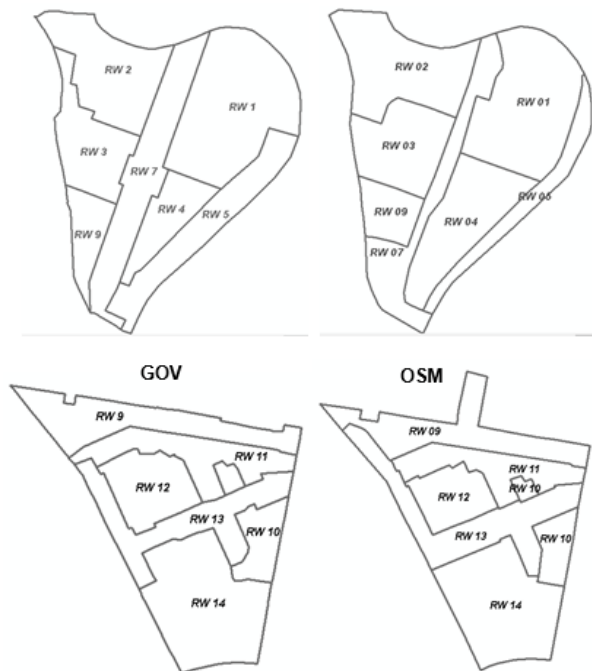 RW 2
RW 1
RW 3
RW 7
RW 4
RW 5
RW 9
RW 02
RW 01
RW 03
RW 05
RW 09
RW 04
RW 07
GOV
OSM
RW 9
RW 11
RW 12
RW 13
RW 10
RW 14
RW 09
RW 11
RW 10
RW 12
RW 13
RW 10
RW 14